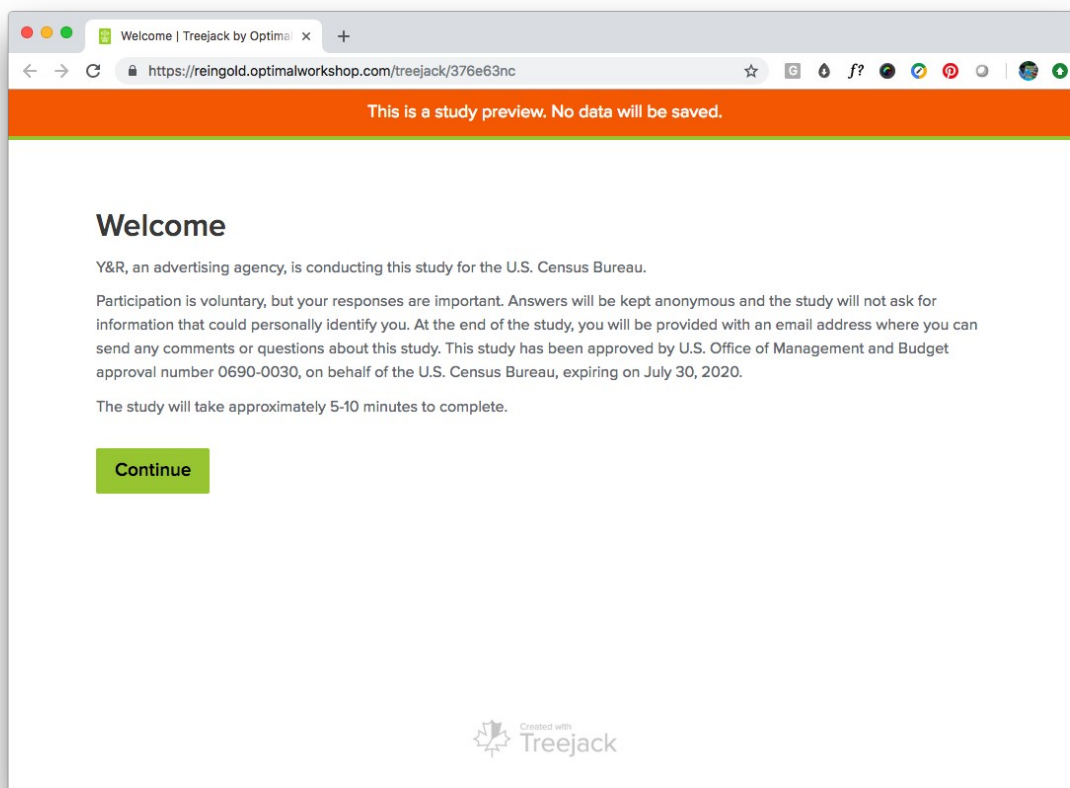 Welcome | Treejack by Optima
https://reingold.optimalworkshop.com/treejack/376e63nc
G
f?
This is a study preview. No data will be saved.
Welcome
Y&R, an advertising agency, is conducting this study for the U.S. Census Bureau.
Participation is voluntary, but your responses are important. Answers will be kept anonymous and the study will not ask for
information that could personally identify you. At the end of the study, you will be provided with an email address where you can
send any comments or questions about this study. This study has been approved by U.S. Office of Management and Budget
approval number 0690-0030, on behalf of the U.S. Census Bureau, expiring on July 30, 2020.
The study will take approximately 5-10 minutes to complete.
Continue
Created with
Treejack